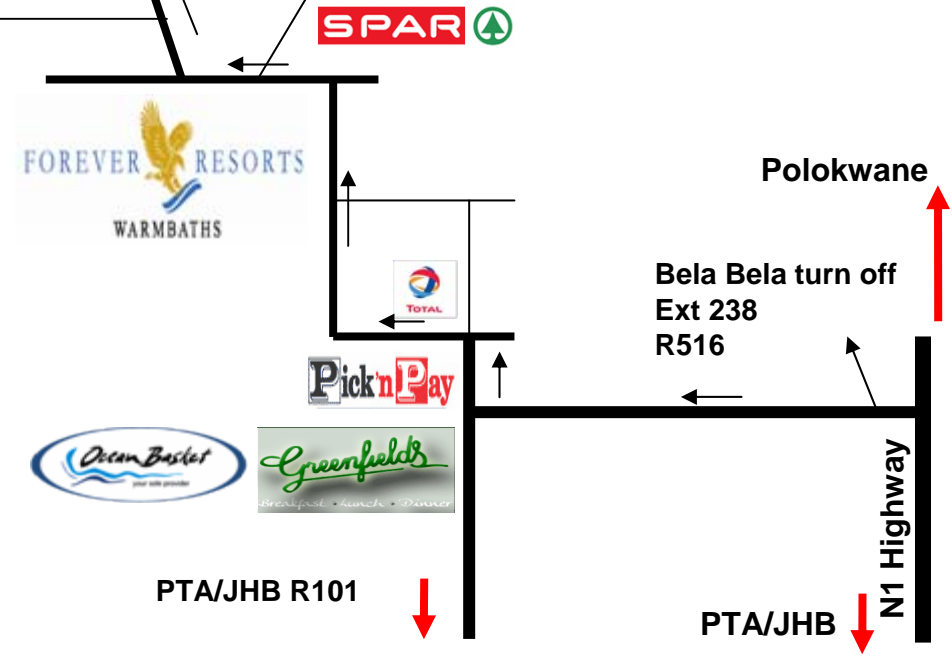 SPAR
FOREVER RESORTS
WARMBATHS
Polokwane
Bela Bela turn off
Ext 238
R516
TOTAL
Pick'n Pay
Ocean Basket
your sole provider
Greenfields
Breakfast • Lunch • Dinner
N1 Highway
PTA/JHB R101
PTA/JHB